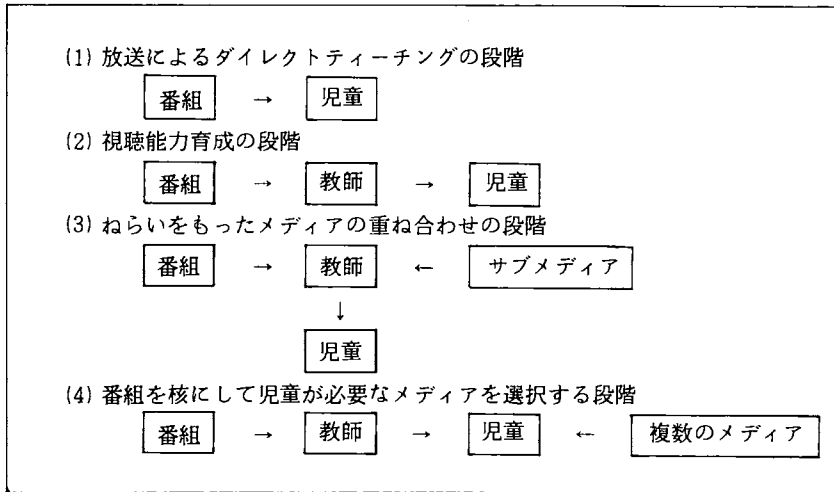 (1) 放送によるダイレクトティーチングの段階
番組 → 児童
(2) 視聴能力育成の段階
番組 → 教師 → 児童
(3) ねらいをもったメディアの重ね合わせの段階
番組 → 教師 ← サブメディア
↓
児童
(4) 番組を核にして児童が必要なメディアを選択する段階
番組 → 教師 → 児童 ← 複数のメディア